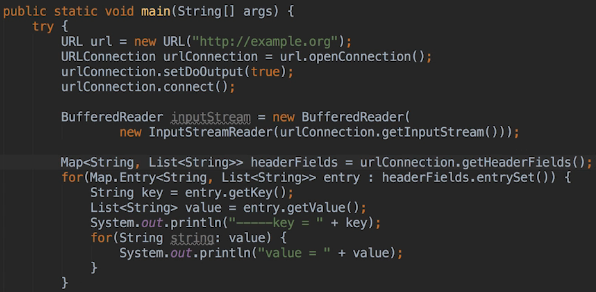 public static void main(String[] args) {
    try {
        URL url = new URL("http://example.org");
        URLConnection urlConnection = url.openConnection();
        urlConnection.setDoOutput(true);
        urlConnection.connect();

        BufferedReader inputStream = new BufferedReader(
                new InputStreamReader(urlConnection.getInputStream()));

        Map<String, List<String>> headerFields = urlConnection.getHeaderFields();
        for(Map.Entry<String, List<String>> entry : headerFields.entrySet()) {
            String key = entry.getKey();
            List<String> value = entry.getValue();
            System.out.println("-----key = " + key);
            for(String string: value) {
                System.out.println("value = " + value);
            }
        }